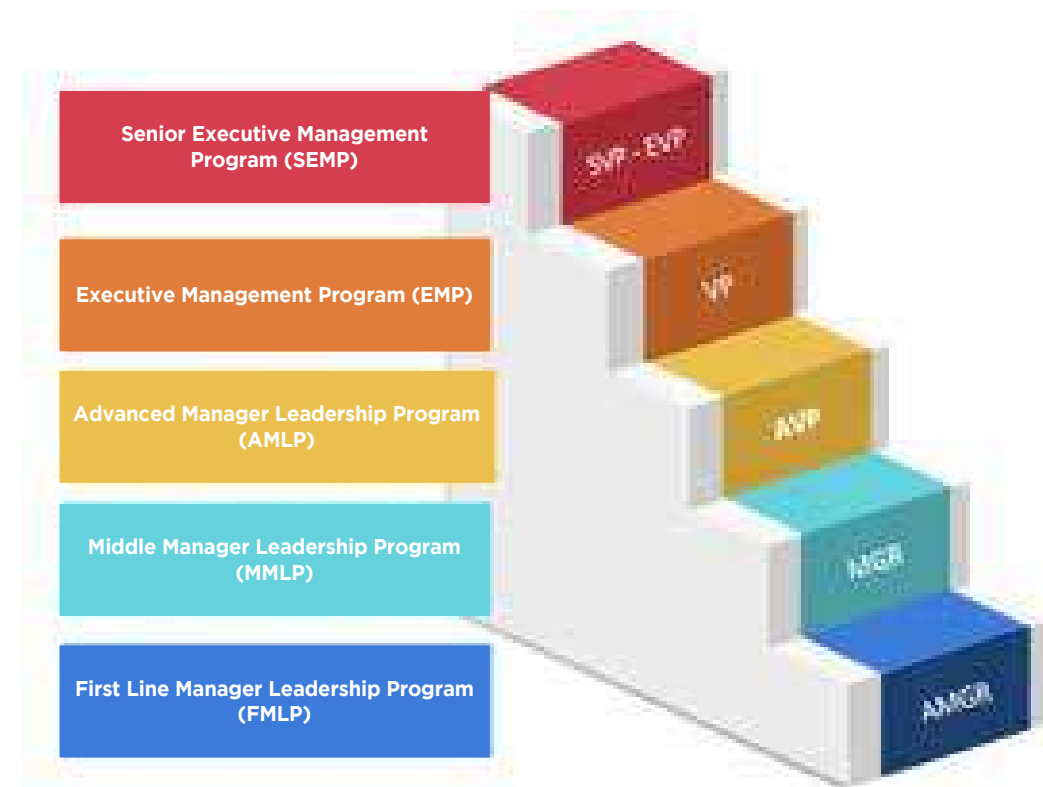 Senior Executive Management
Program (SEMP)
SVP - EVP
Executive Management Program (EMP)
VP
Advanced Manager Leadership Program
(AMLP)
AVP
Middle Manager Leadership Program
(MMLP)
MGR
First Line Manager Leadership Program
(FMLP)
AMGR